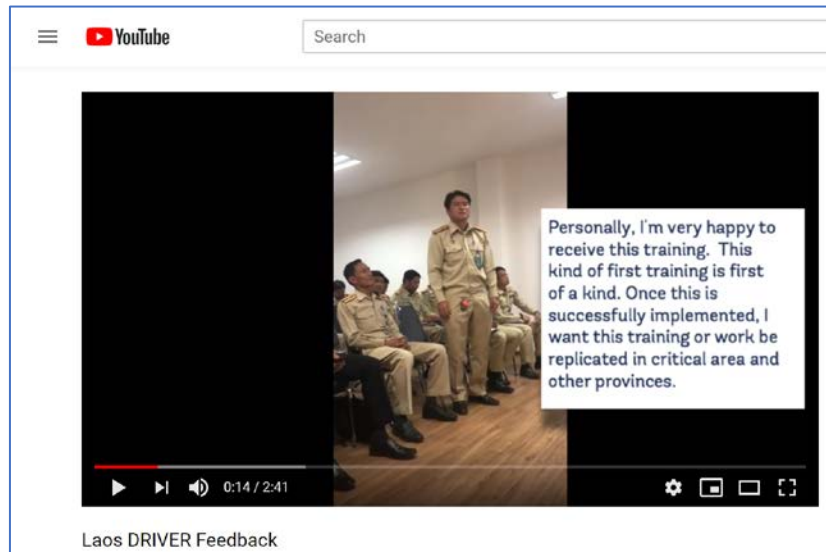 YouTube
Search
Personally, I'm very happy to
receive this training. This
kind of first training is first
of a kind. Once this is
successfully implemented, I
want this training or work be
replicated in critical area and
other provinces.
0:14 / 2:41
Laos DRIVER Feedback